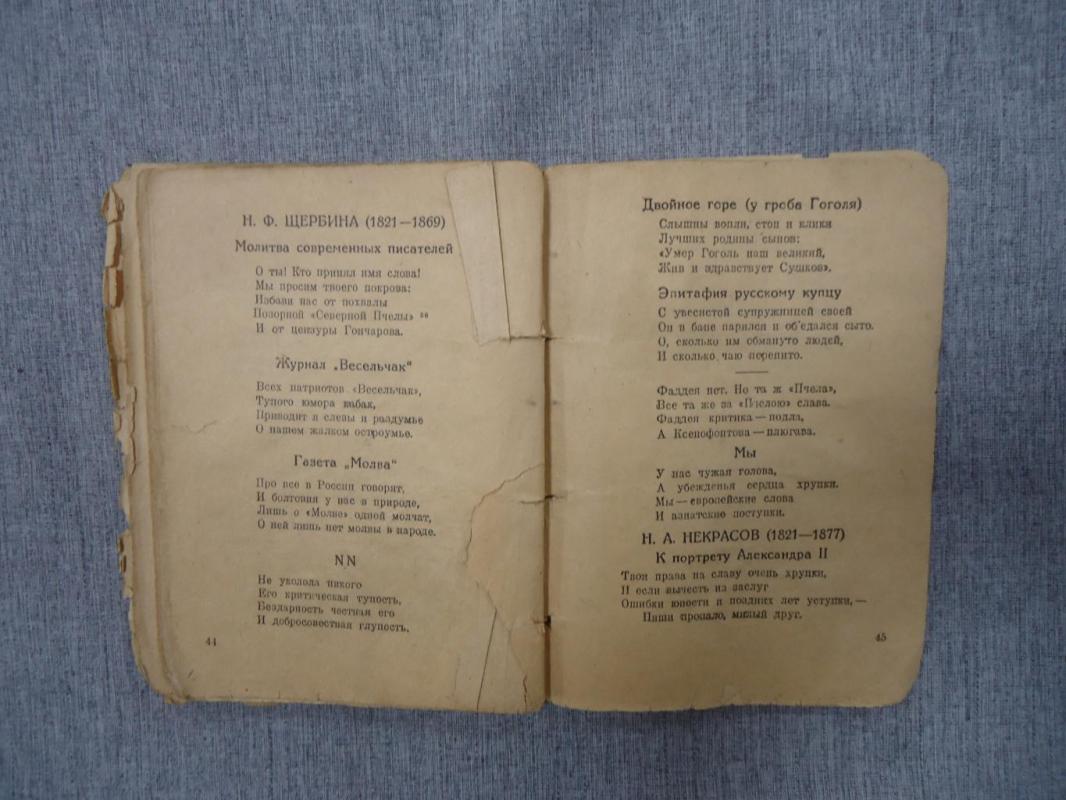 Н. Ф. ЩЕРБИНА (1821—1869)
Молитва современных писателей
О ты! Кто принял имя слова!
Мы просим твоего покрова:
Избави нас от похвалы
Позорной «Северной Пчелы»
И от цензуры Гончарова.
Журнал „Весельчак"
Всех патриотов «Весельчак»,
Тупого юмора кабак,
Приводит в слезы и раздумье
О нашем жалком остроумье.
Газета „Молва"
Про все в России говорят,
И болтовня у нас в природе,
Лишь о «Молве» одной молчат,
О ней лишь нет молвы в народе.
NN
Не уколола никого
Его критическая тупость,
Бездарность честная его
И добросовестная глупость.
44
Двойное горе (у гроба Гоголя)
Слышны вопли, стон и клики
Лучших родины сынов:
«Умер Гоголь наш великий,
Жив и здравствует Сушков».
Эпитафия русскому купцу
С увесистой супружницей своей
Он в бане парился и об'едался сыто.
О, сколько им обмануто людей,
И сколько чаю перепито.
Фаддея нет. Но та ж «Пчела»,
Все та же за «Пчелою» слава.
Фаддея критика — подла,
А Ксенофонтова — плюгава.
Мы
У нас чужая голова,
А убежденья сердца хрупки.
Мы — европейские слова
И азиатские поступки.
Н. А. НЕКРАСОВ (1821—1877)
К портрету Александра II
Твои права на славу очень хрупки,
И если вычесть из заслуг
Ошибки юности и поздних лет уступки, —
Пиши пропало, милый друг.
45